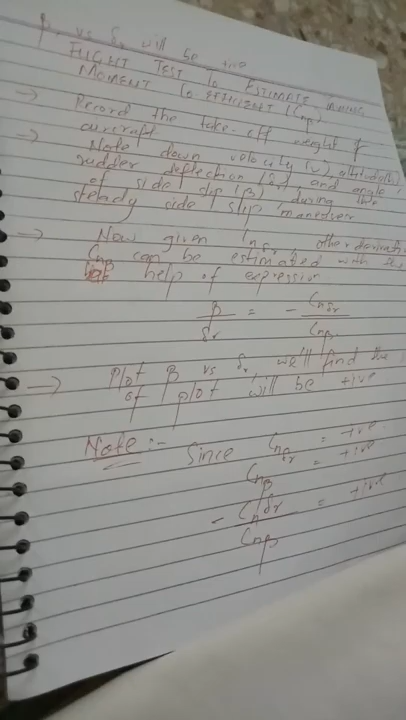 β vs δr will be +ive
FLIGHT TEST To ESTIMATE YAWING
MOMENT CO EFFICIENT (Cnβ)
→ Record the take-off weight of
aircraft.
→ Note down velocity (v), altitude (h),
rudder deflection (δr) and angle
of side slip (β) during the
steady side slip maneuver
→ Now given Cnδr, other
Cnβ can be estimated with the
help of expression
β / δr = - Cnδr / Cnβ
→ Plot β vs δr, we'll find the
of plot will be +ive
Note:- Since Cnδr = -ive
Cnβ = +ive
- Cnδr / Cnβ = +ive